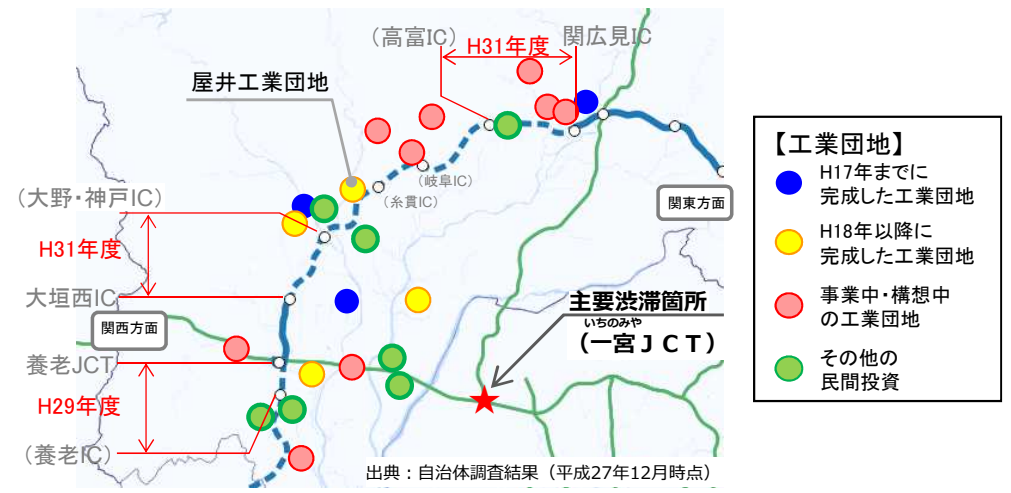 (高富IC)
関広見IC
H31年度
屋井工業団地
(岐阜IC)
(糸貫IC)
(大野・神戸IC)
関東方面
H31年度
大垣西IC
関西方面
主要渋滞箇所
いちのみや
(一宮JCT)
養老JCT
H29年度
(養老IC)
出典:自治体調査結果(平成27年12月時点)
【工業団地】
H17年までに
完成した工業団地
H18年以降に
完成した工業団地
事業中・構想中
の工業団地
その他の
民間投資